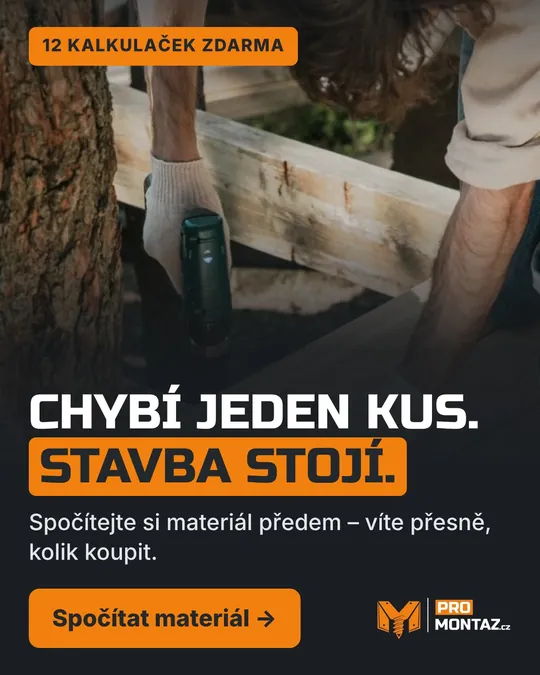 12 KALKULAČEK ZDARMA
CHYBÍ JEDEN KUS.
STAVBA STOJÍ.
Spočítejte si materiál předem – víte přesně,
kolik koupit.
Spočítat materiál →
PRO
MONTAZ.cz